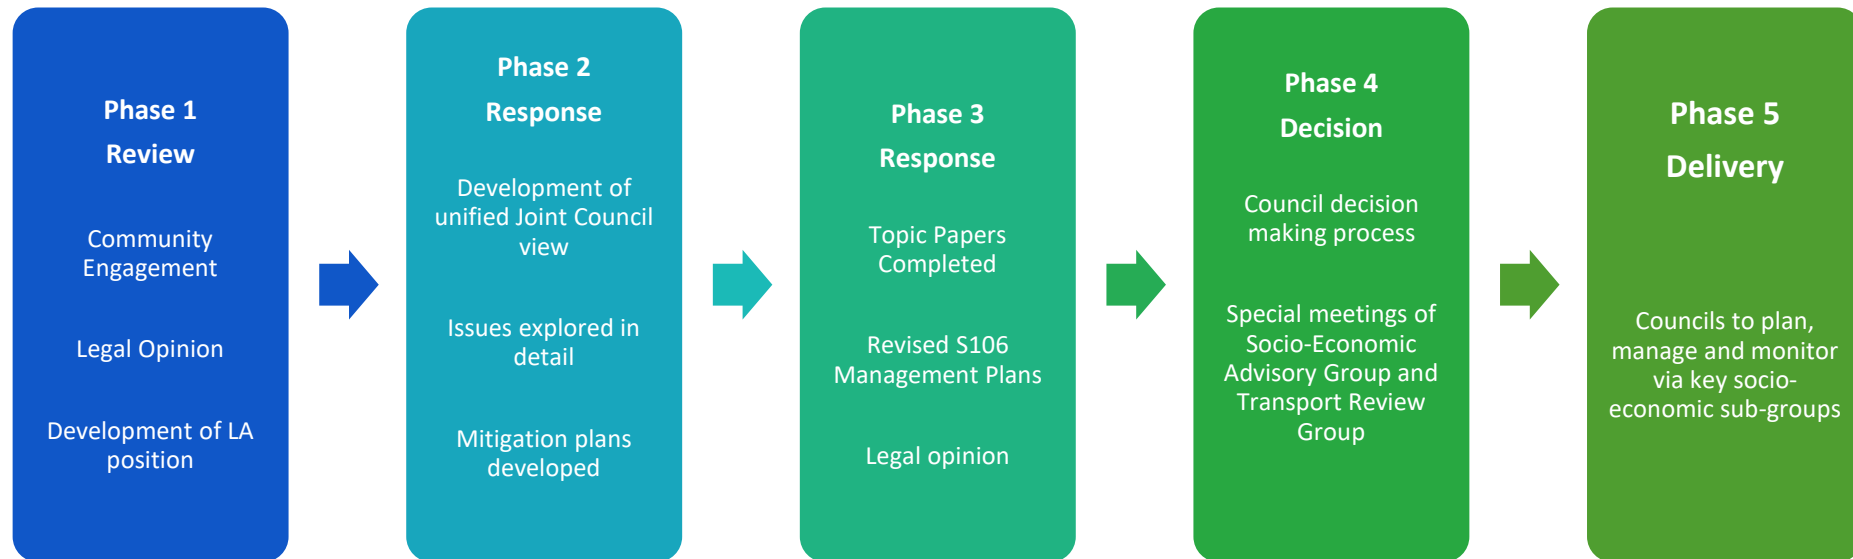 Phase 1
Review
Community
Engagement
Legal Opinion
Development of LA
position
Phase 2
Response
Development of
unified Joint Council
view
Issues explored in
detail
Mitigation plans
developed
Phase 3
Response
Topic Papers
Completed
Revised S106
Management Plans
Legal opinion
Phase 4
Decision
Council decision
making process
Special meetings of
Socio-Economic
Advisory Group and
Transport Review
Group
Phase 5
Delivery
Councils to plan,
manage and monitor
via key socio-
economic sub-groups